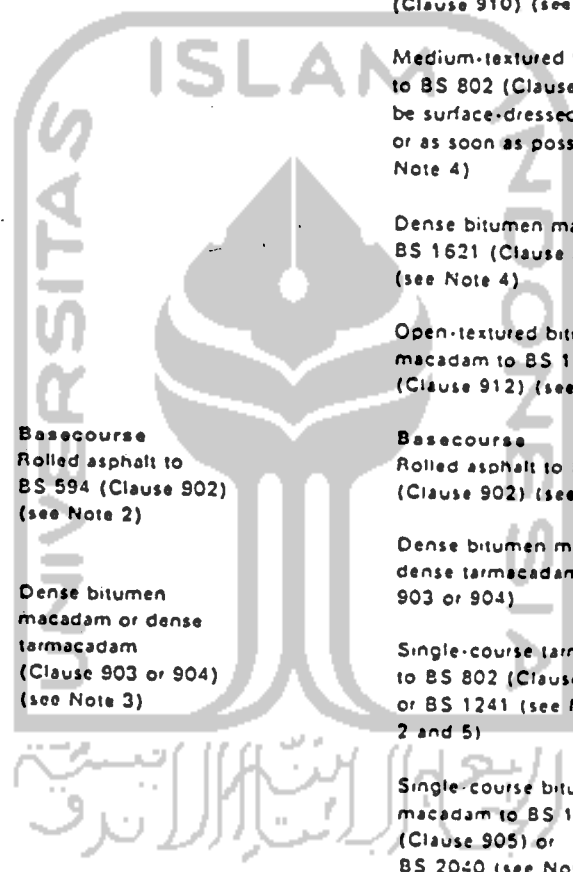 (Clause 910) (see
Medium-textured
to BS 802 (Clause
be surface-dressed
or as soon as poss
Note 4)
Dense bitumen ma
BS 1621 (Clause
(see Note 4)
Open-textured bitu
macadam to BS 1
(Clause 912) (see
Basecourse
Rolled asphalt to
BS 594 (Clause 902)
(see Note 2)
Dense bitumen
macadam or dense
tarmacadam
(Clause 903 or 904)
(see Note 3)
Basecourse
Rolled asphalt to
(Clause 902) (see
Dense bitumen m
dense tarmacadam
903 or 904)
Single-course tarm
to BS 802 (Clause
or BS 1241 (see N
2 and 5)
Single-course bitu
macadam to BS 1
(Clause 905) or
BS 2040 (see No
UNIVERSITAS
ISLAM
INDONESIA